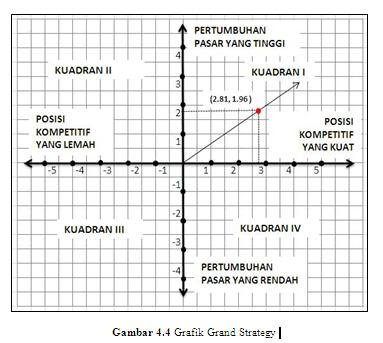 PERTUMBUHAN
PASAR YANG TINGGI
KUADRAN II
KUADRAN I
(2.81, 1.96)
POSISI
KOMPETITIF
YANG LEMAH
POSISI
KOMPETITIF
YANG KUAT
4
3
2
1
-5 -4 -3 -2 -1 1 2 3 4 5
-1
-2
-3
-4
KUADRAN III
KUADRAN IV
PERTUMBUHAN
PASAR YANG RENDAH
Gambar 4.4 Grafik Grand Strategy